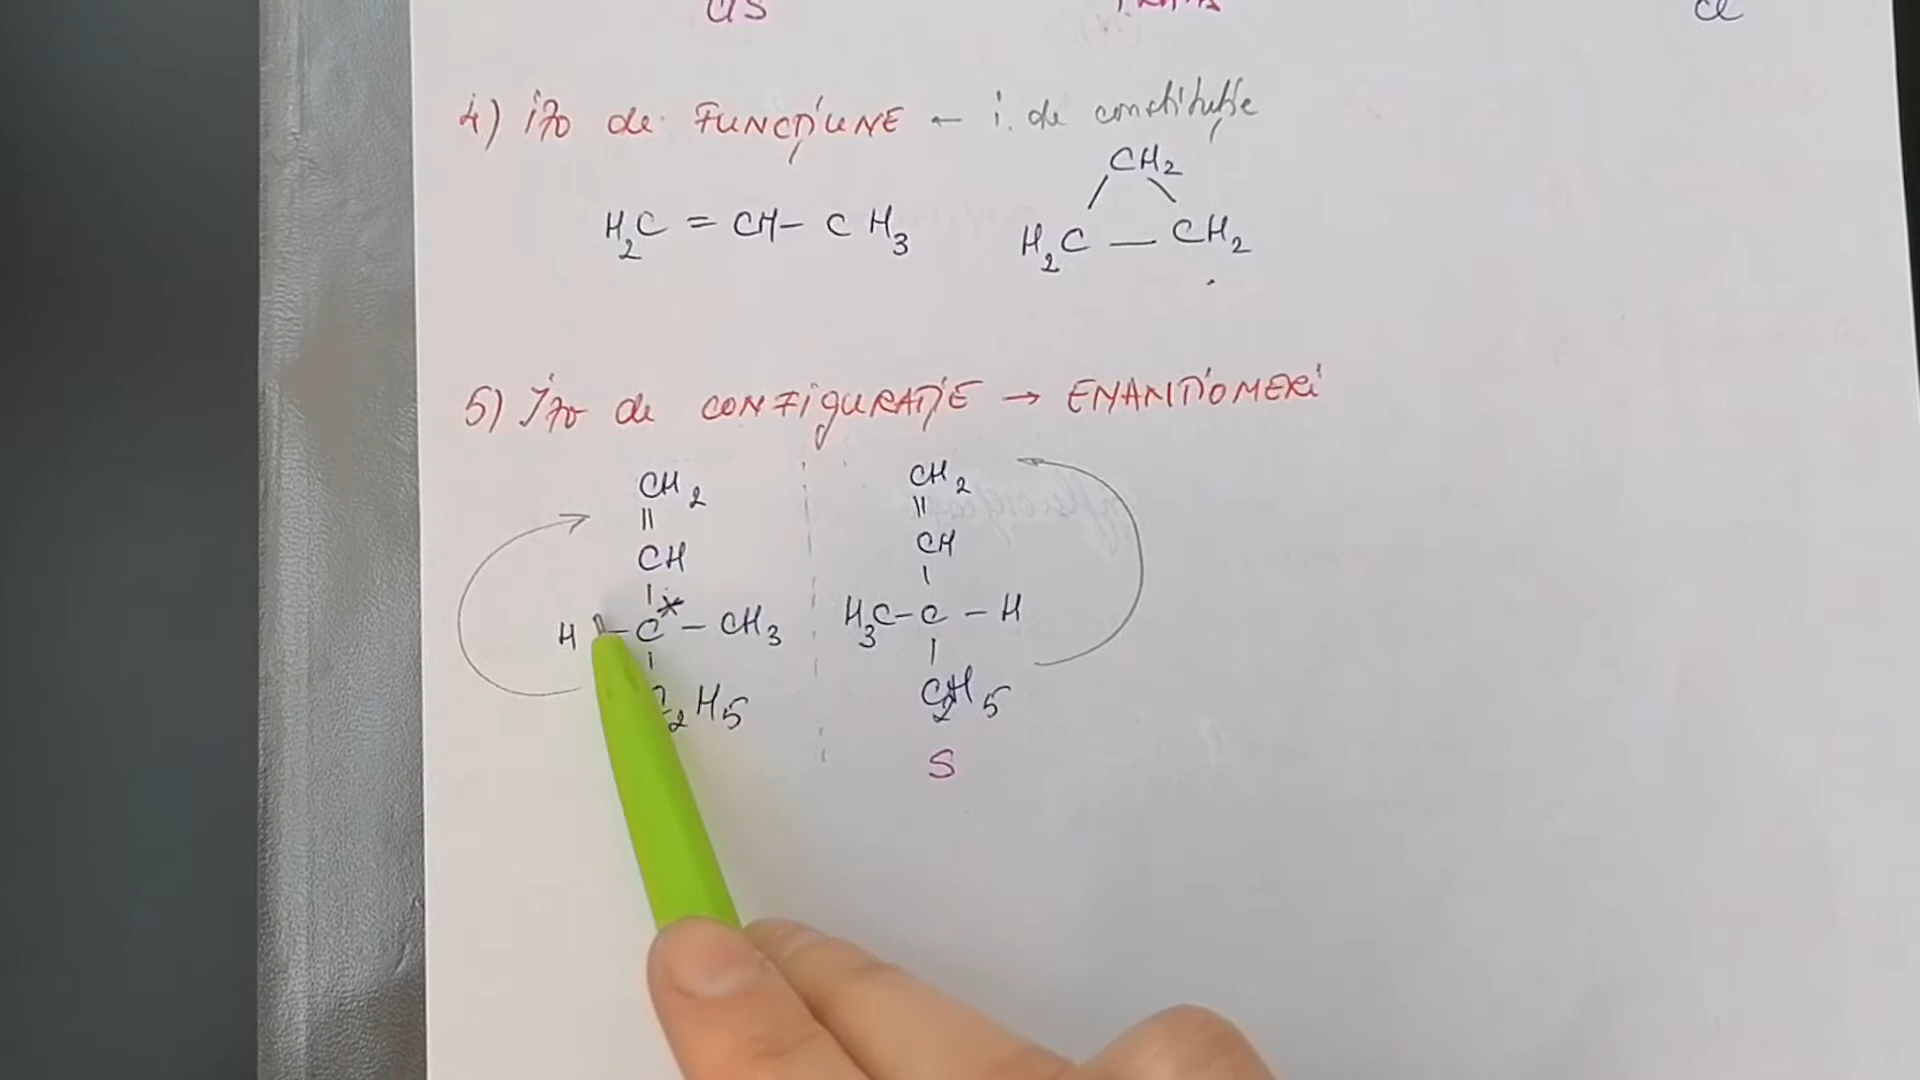 4) izo de FUNCȚIUNE – i. de constituție
CH2
H2C = CH – CH3
H2C — CH2
5) Izo de CONFIGURAȚIE → ENANTIOMERI
CH2 CH2
|| ||
CH CH
| |
H – C* – CH3 H3C – C – H
| |
C2H5 C2H5
S